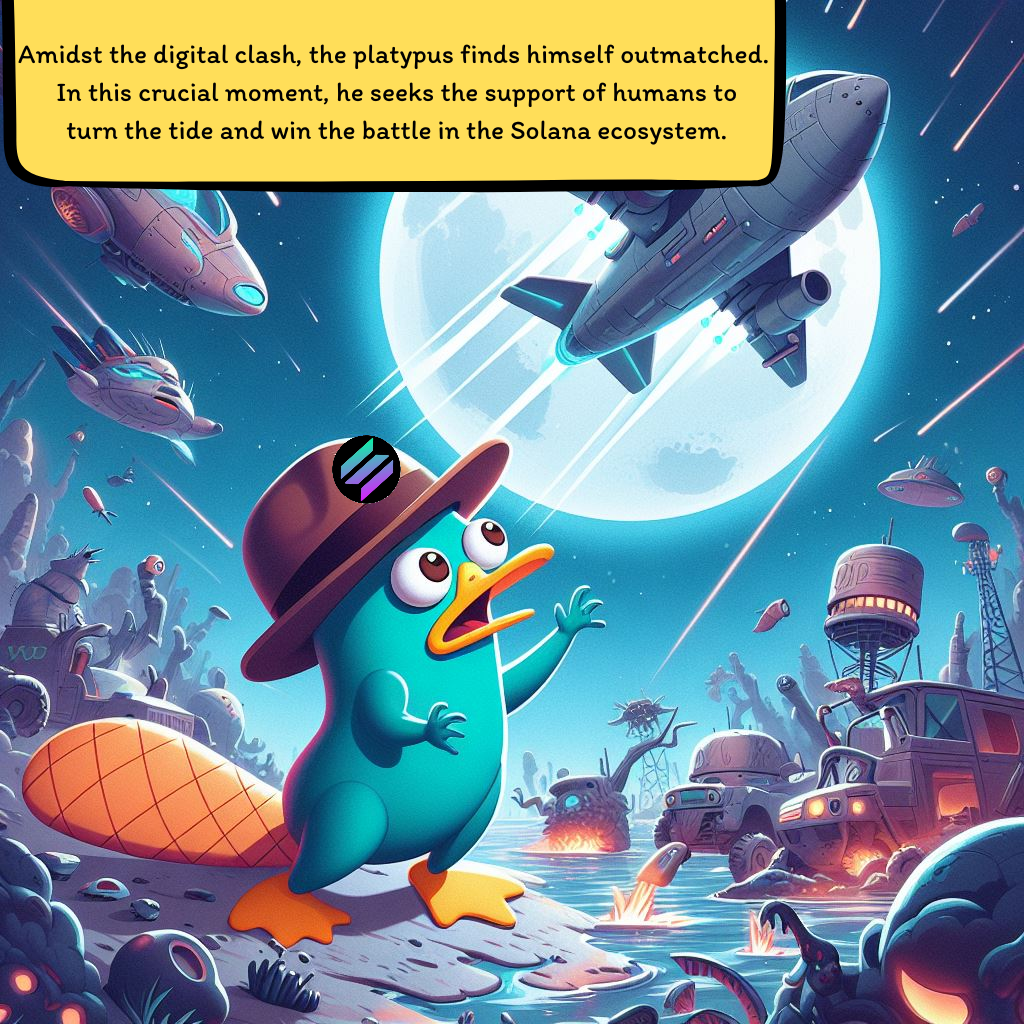 Amidst the digital clash, the platypus finds himself outmatched.
In this crucial moment, he seeks the support of humans to
turn the tide and win the battle in the Solana ecosystem.